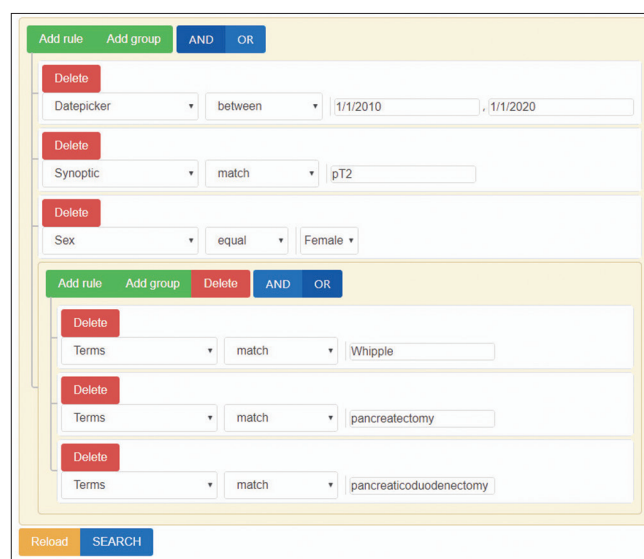 Add rule Add group AND OR
Delete
Datepicker between 1/1/2010 , 1/1/2020
Delete
Synoptic match pT2
Delete
Sex equal Female
Add rule Add group Delete AND OR
Delete
Terms match Whipple
Delete
Terms match pancreatectomy
Delete
Terms match pancreaticoduodenectomy
Reload SEARCH